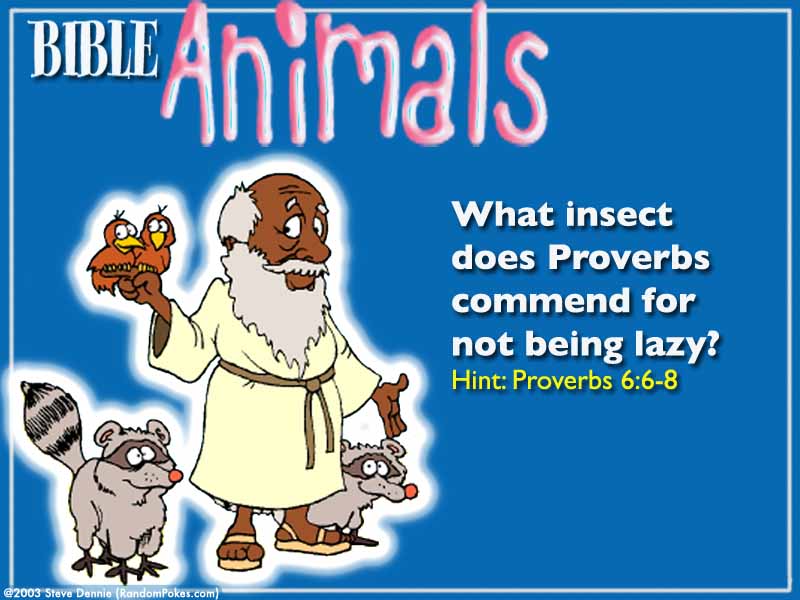 BIBLE Animals
What insect
does Proverbs
commend for
not being lazy?
Hint: Proverbs 6:6-8
©2003 Steve Dennie (RandomPokes.com)